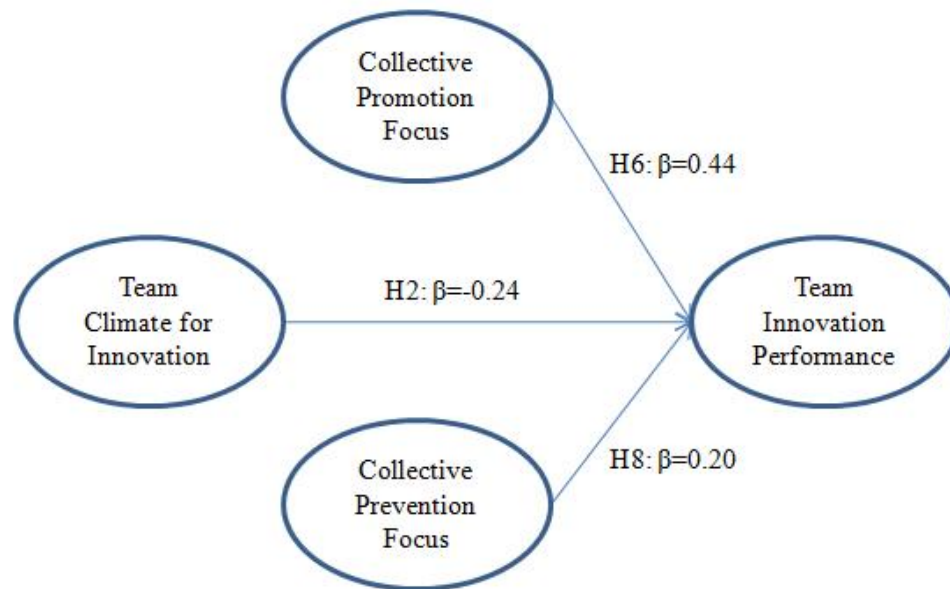 Collective
Promotion
Focus
H6: β=0.44
Team
Climate for
Innovation
H2: β=-0.24
Team
Innovation
Performance
H8: β=0.20
Collective
Prevention
Focus